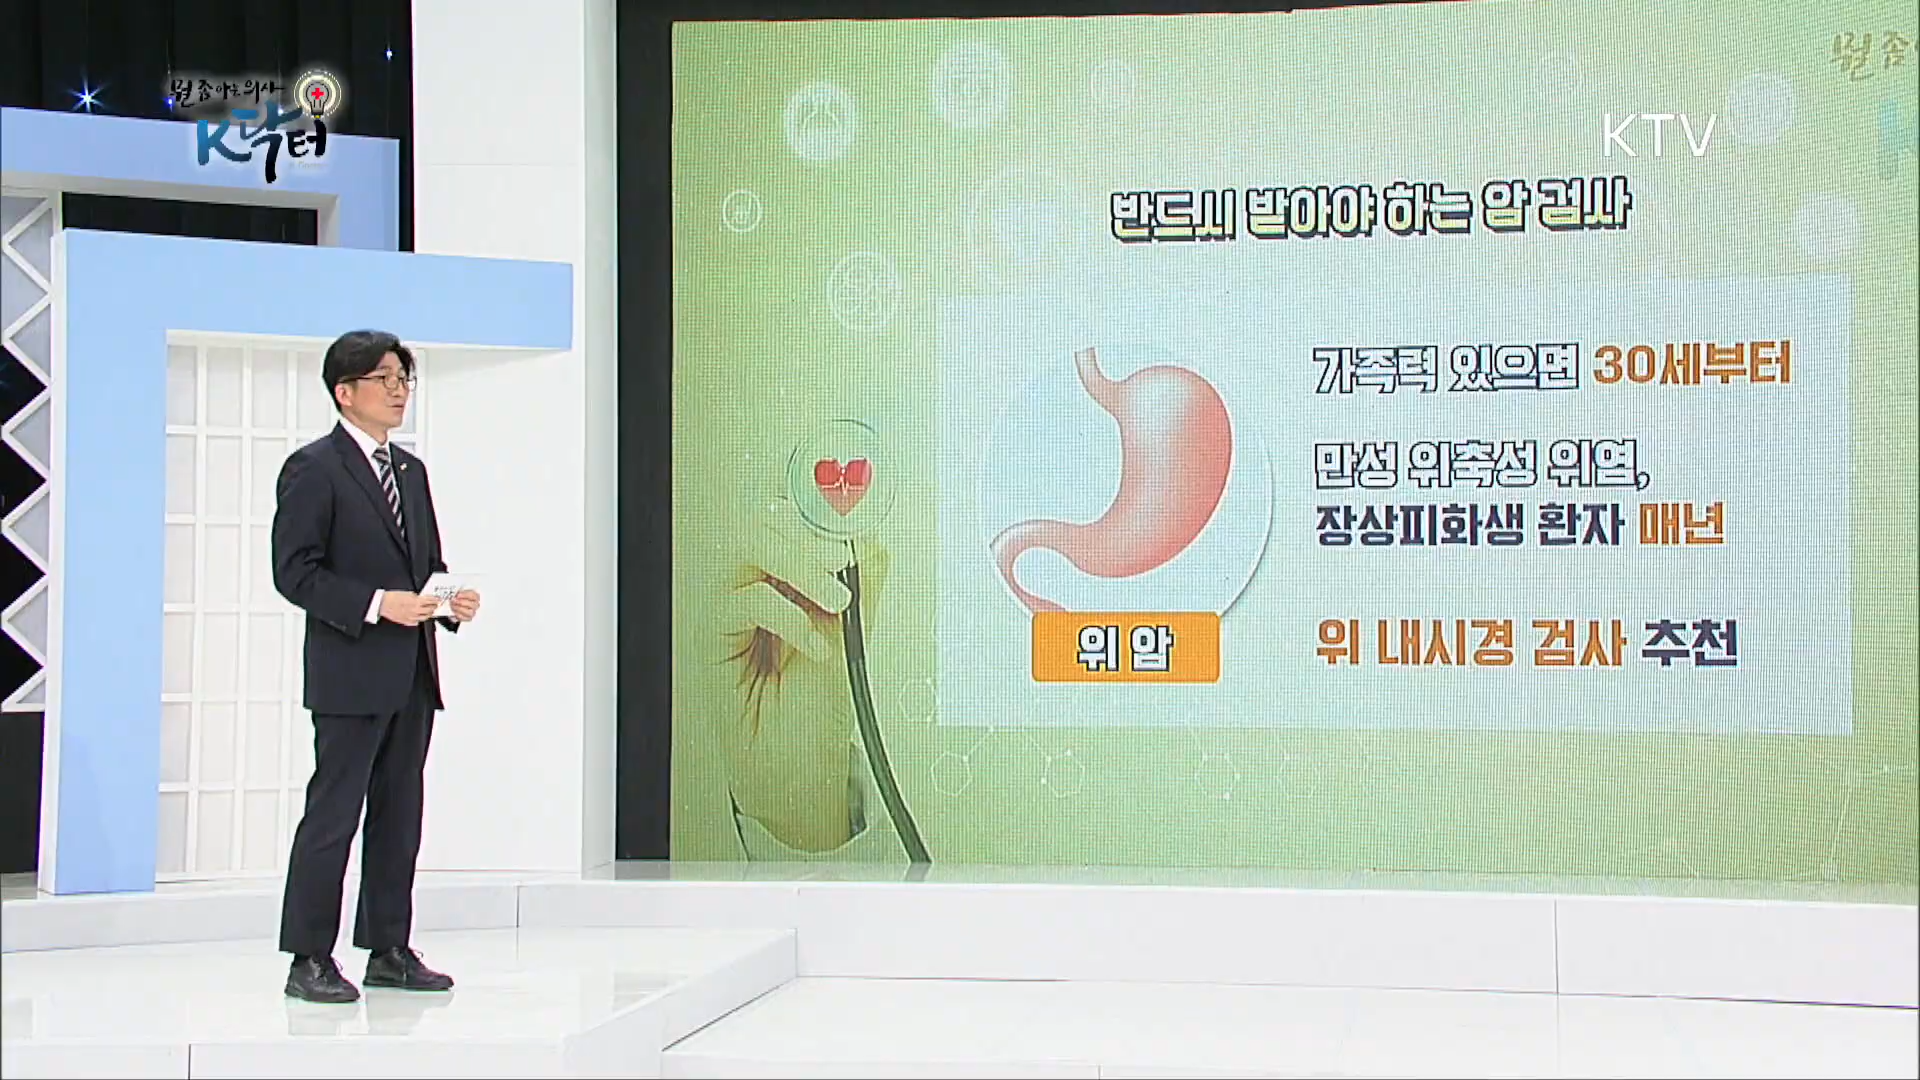 뭘 좀 아는 의사
K닥터
KTV
뭘 좀
반드시 받아야 하는 암 검사
가족력 있으면 30세부터
만성 위축성 위염,
장상피화생 환자 매년
위 내시경 검사 추천
위 암